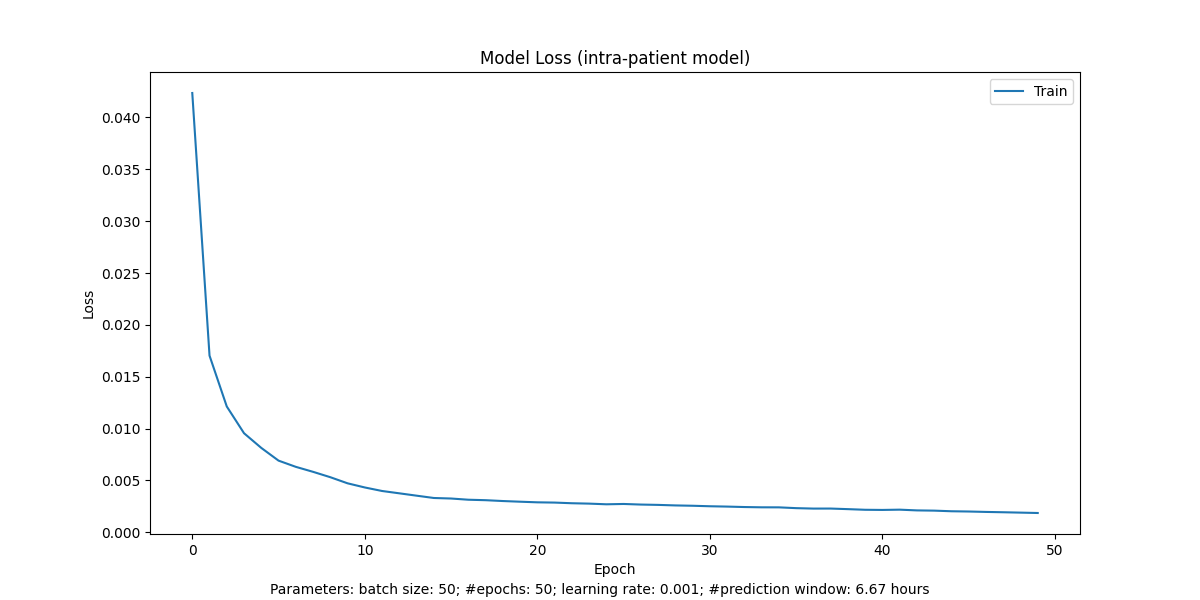 Model Loss (intra-patient model)
Train
0.040
0.035
0.030
0.025
0.020
0.015
0.010
0.005
0.000
Loss
0 10 20 30 40 50
Epoch
Parameters: batch size: 50; #epochs: 50; learning rate: 0.001; #prediction window: 6.67 hours